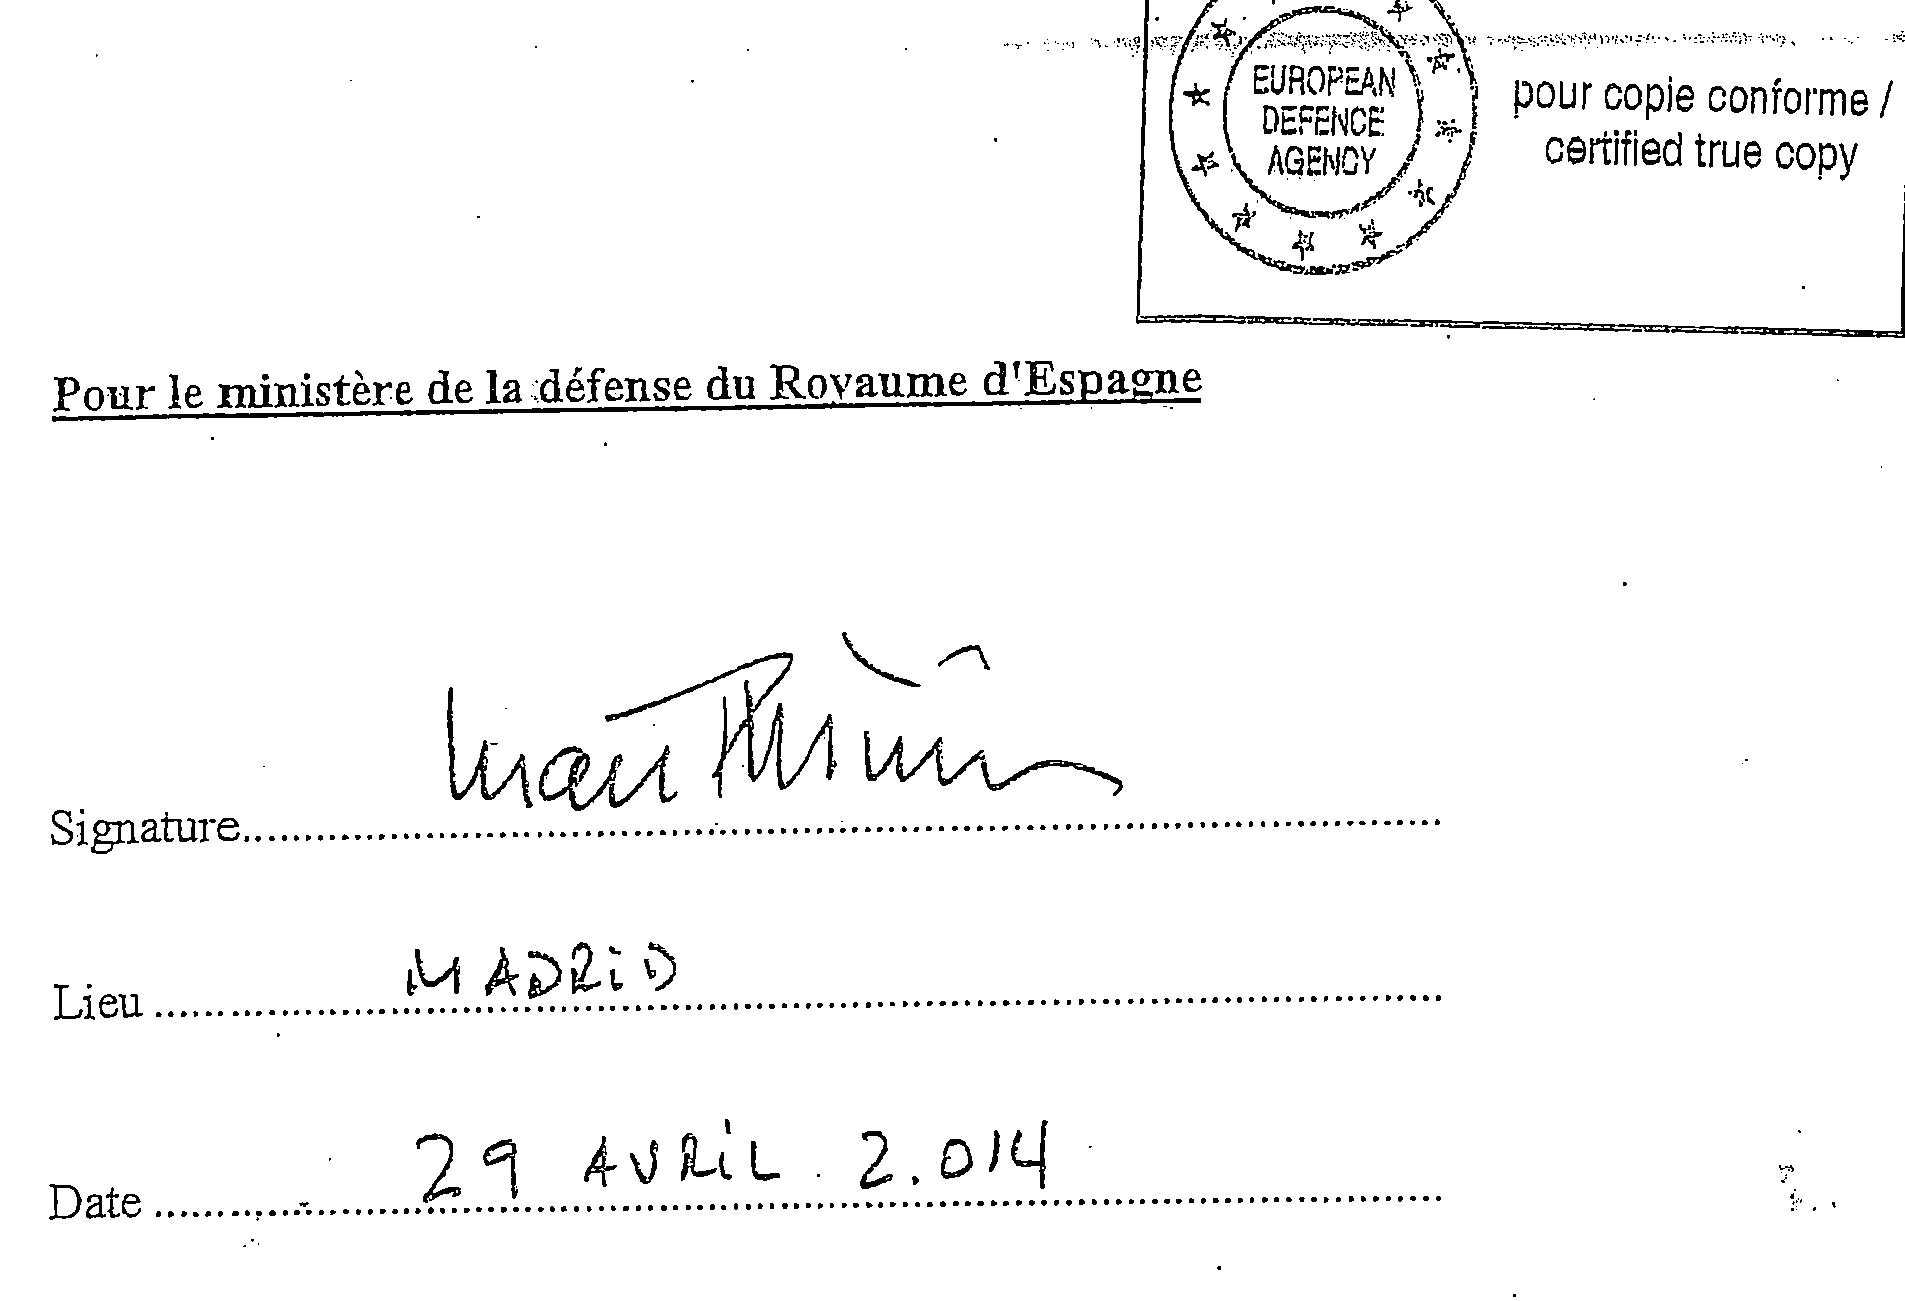 EUROPEAN
DEFENCE
AGENCY
pour copie conforme /
certified true copy
Pour le ministère de la défense du Royaume d'Espagne
Signature
Lieu MADRID
Date 29 AVRIL 2.014